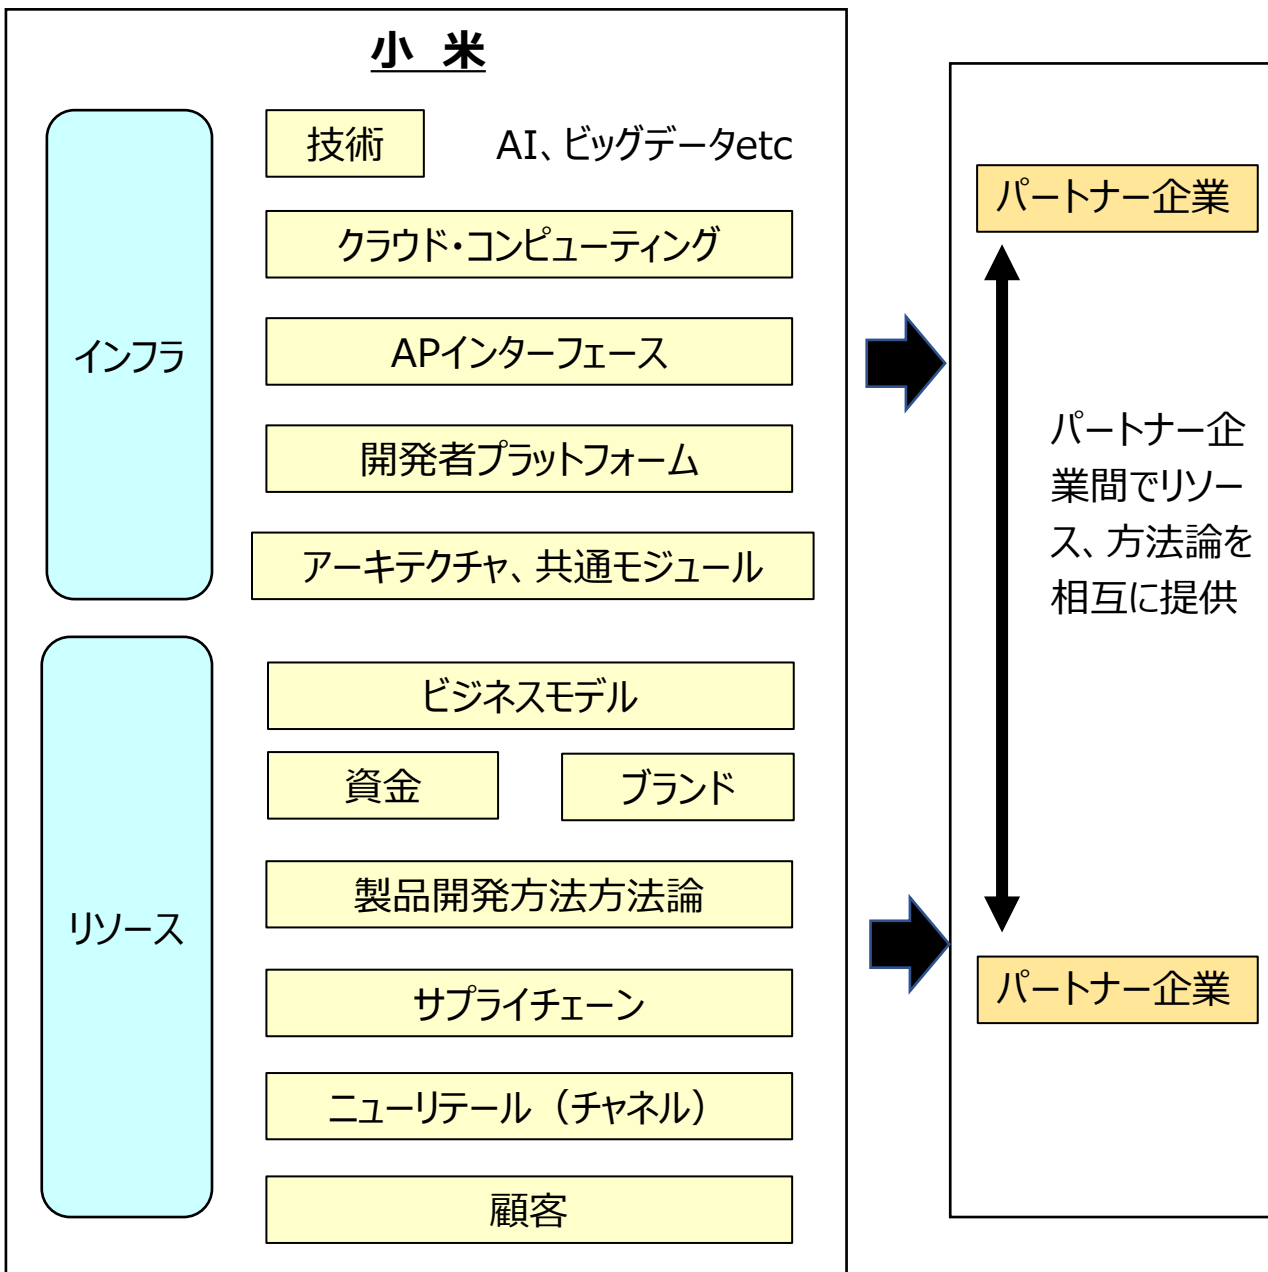 小 米
技術
AI、ビッグデータetc
クラウド・コンピューティング
APインターフェース
インフラ
開発者プラットフォーム
アーキテクチャ、共通モジュール
ビジネスモデル
資金
ブランド
製品開発方法方法論
リソース
サプライチェーン
ニューリテール（チャネル）
顧客
パートナー企業
パートナー企
業間でリソー
ス、方法論を
相互に提供
パートナー企業